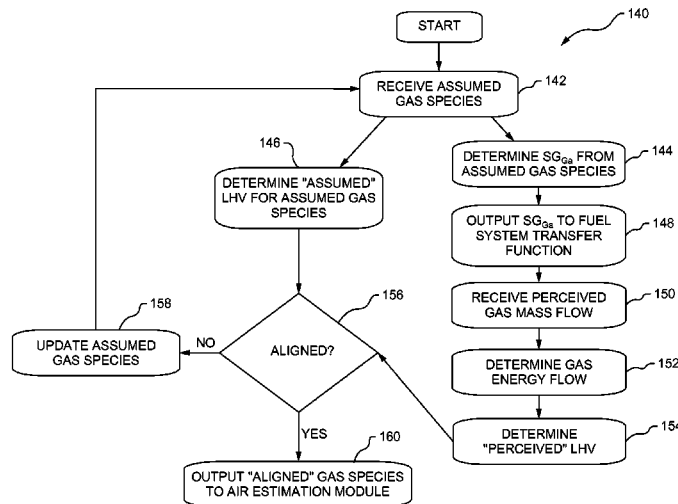 START
140
RECEIVE ASSUMED
GAS SPECIES
142
146
DETERMINE "ASSUMED"
LHV FOR ASSUMED GAS
SPECIES
DETERMINE SGGa FROM
ASSUMED GAS SPECIES
144
OUTPUT SGGa TO FUEL
SYSTEM TRANSFER
FUNCTION
148
RECEIVE PERCEIVED
GAS MASS FLOW
150
158
UPDATE ASSUMED
GAS SPECIES
NO
156
ALIGNED?
DETERMINE GAS
ENERGY FLOW
152
DETERMINE
"PERCEIVED" LHV
154
YES
160
OUTPUT "ALIGNED" GAS SPECIES
TO AIR ESTIMATION MODULE